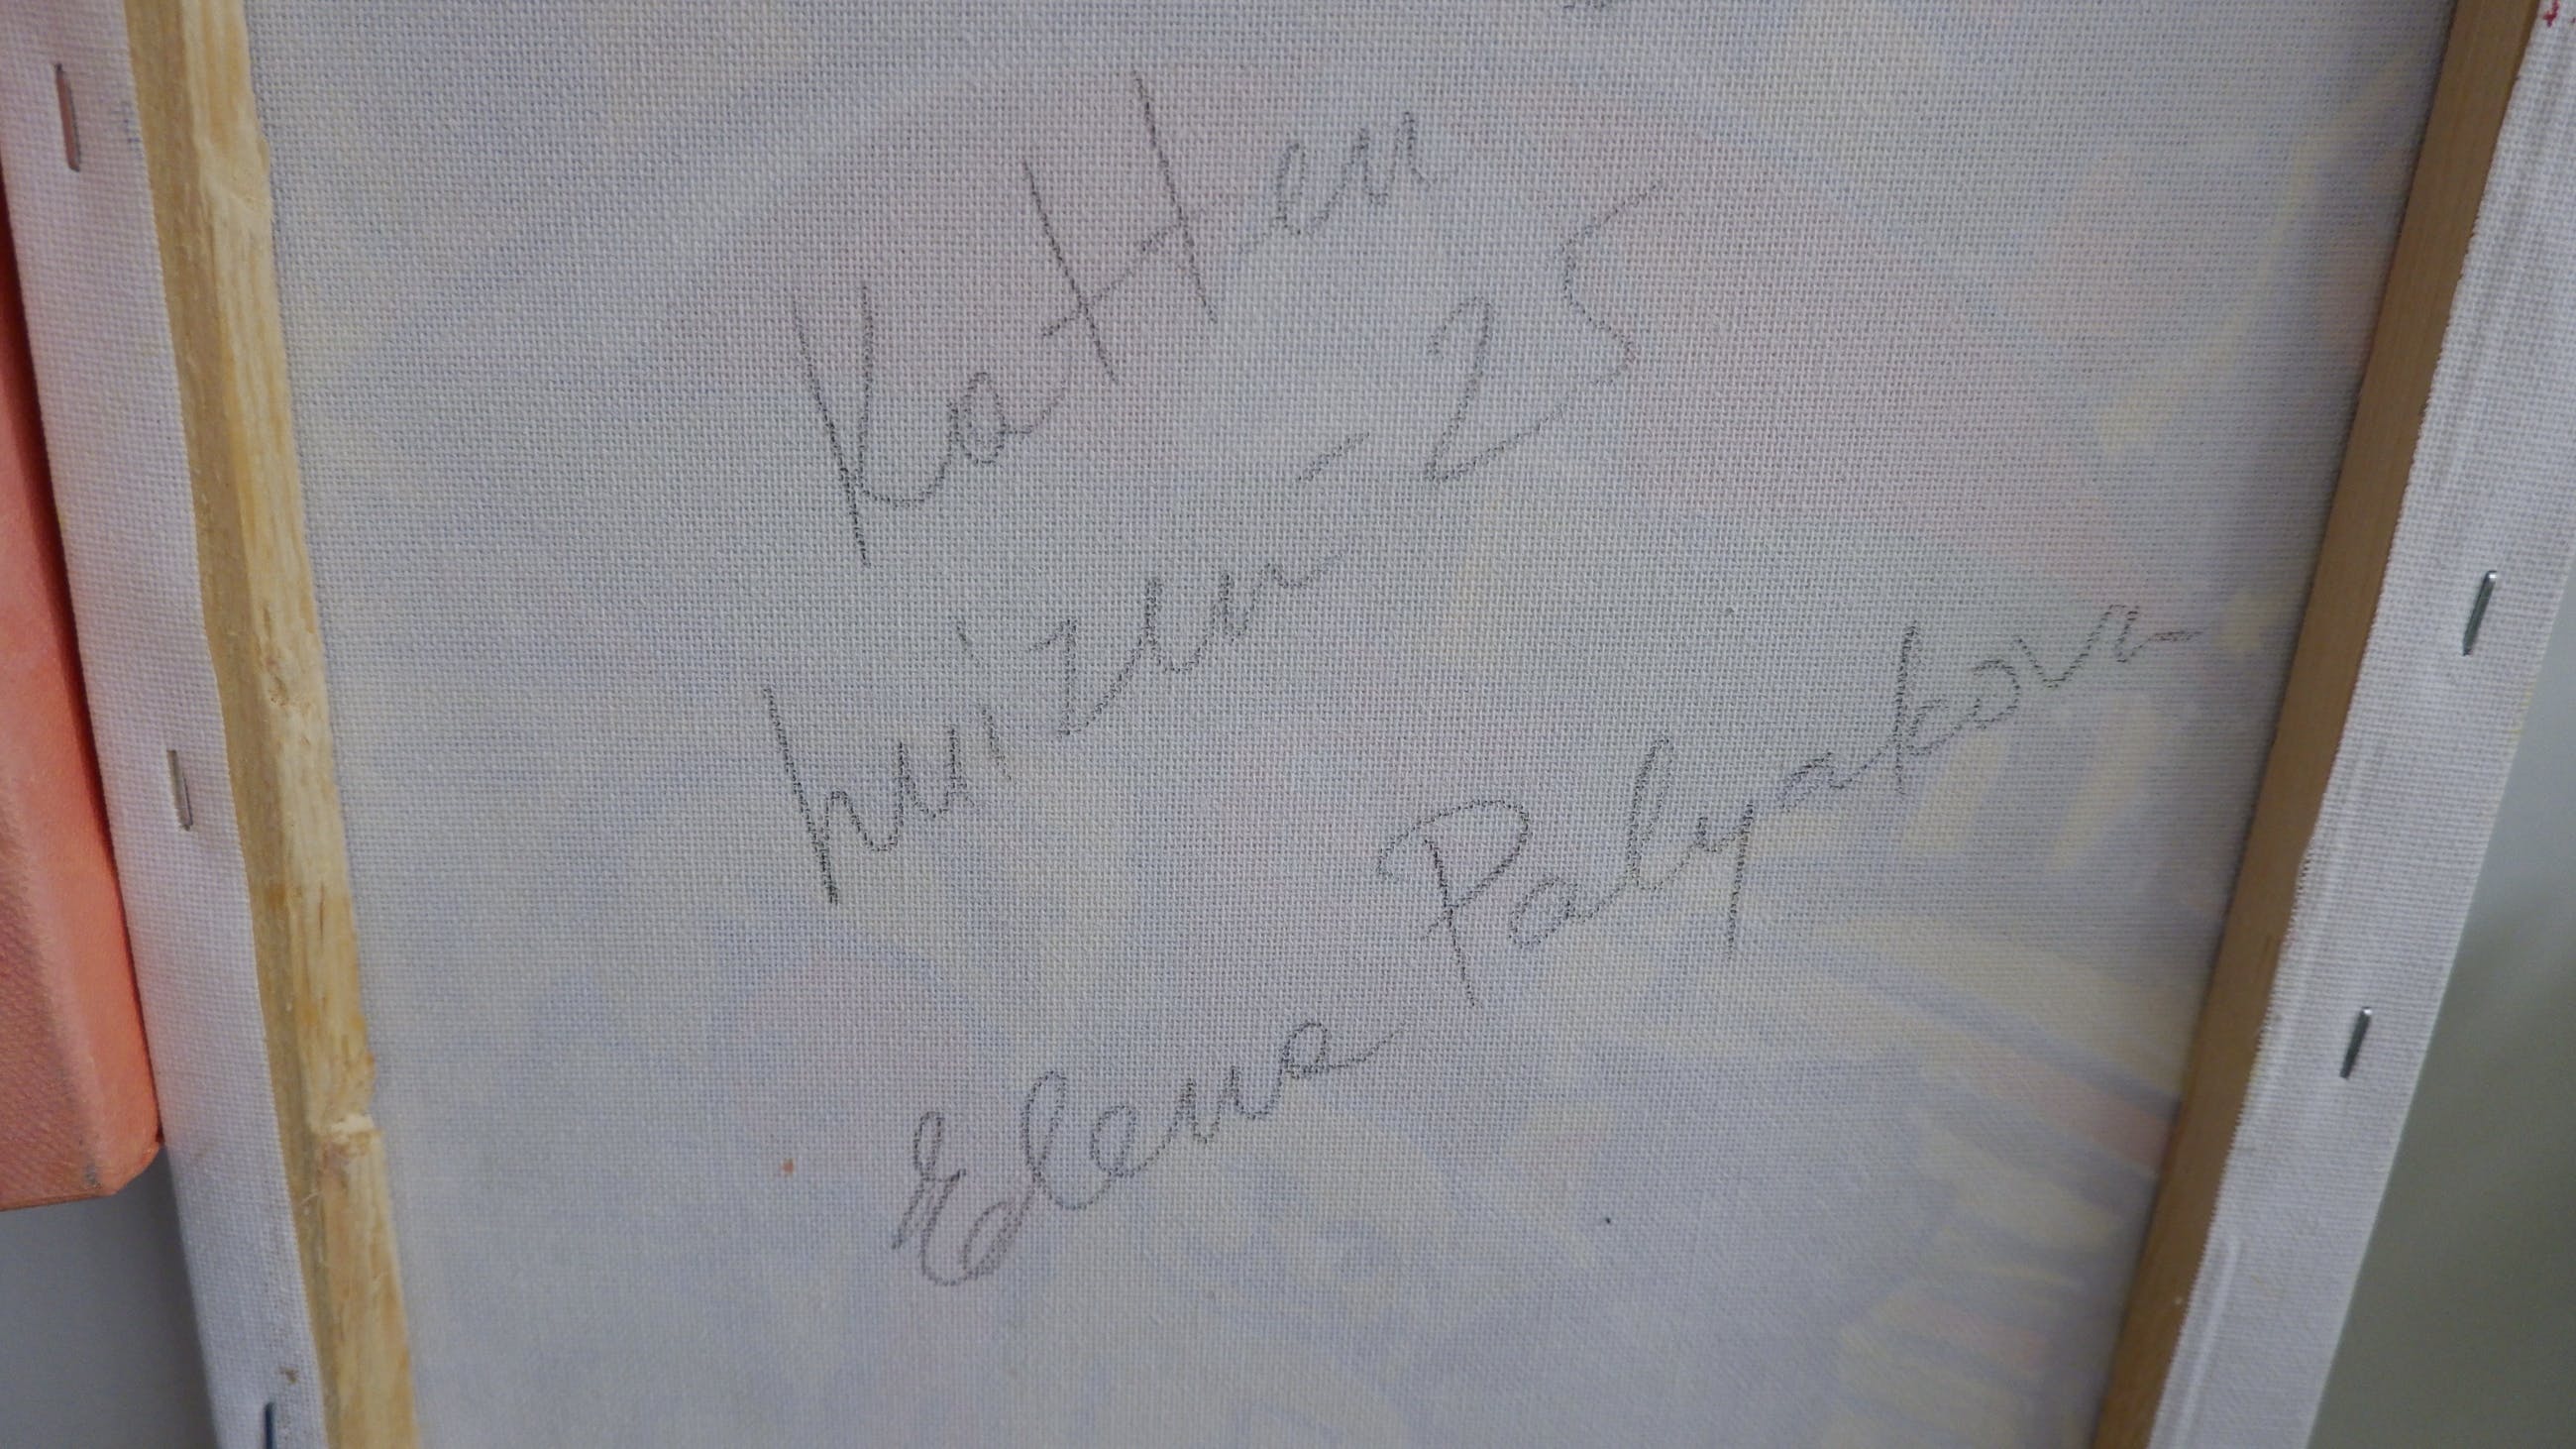 Katten
huizen - 25
Elena Polyakova